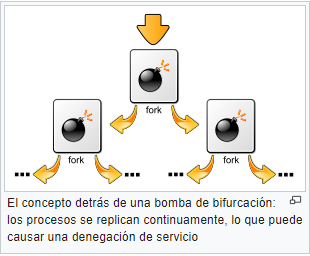 fork
fork
fork
El concepto detrás de una bomba de bifurcación:
los procesos se replican continuamente, lo que puede
causar una denegación de servicio